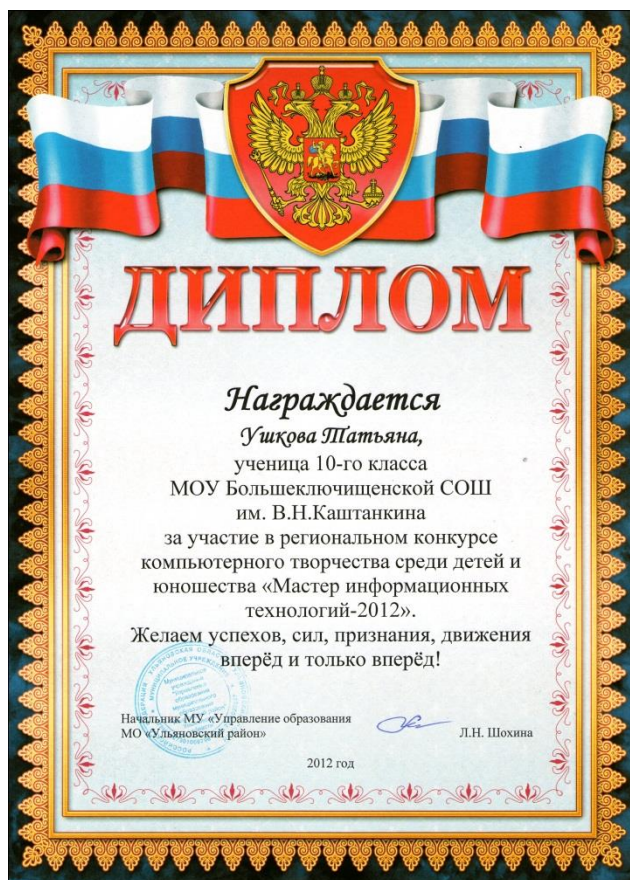 ДИПЛОМ
Награждается
Ушкова Татьяна,
ученица 10-го класса
МОУ Большеключищенской СОШ
им. В.Н.Каштанкина
за участие в региональном конкурсе
компьютерного творчества среди детей и
юношества «Мастер информационных
технологий-2012».
Желаем успехов, сил, признания, движения
вперёд и только вперёд!
Начальник МУ «Управление образования
МО «Ульяновский район»
Л.Н. Шохина
2012 год